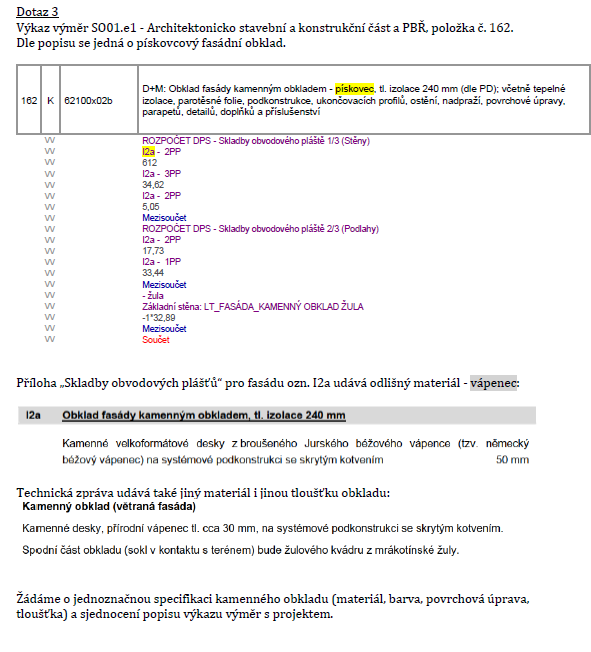 Dotaz 3
Výkaz výměr SO01.e1 - Architektonicko stavební a konstrukční část a PBŘ, položka č. 162.
Dle popisu se jedná o pískovcový fasádní obklad.
162 K 62100x02b D+M: Obklad fasády kamenným obkladem - pískovec, tl. izolace 240 mm (dle PD); včetně tepelné
izolace, parotěsné folie, podkonstrukce, ukončovacích profilů, ostění, nadpraží, povrchové úpravy,
parapetů, detailů, doplňků a příslušenství
VV ROZPOČET DPS - Skladby obvodového pláště 1/3 (Stěny)
VV I2a - 2PP
VV 612
VV I2a - 3PP
VV 34,62
VV I2a - 2PP
VV 5,05
VV Mezisoučet
VV ROZPOČET DPS - Skladby obvodového pláště 2/3 (Podlahy)
VV I2a - 2PP
VV 17,73
VV I2a - 1PP
VV 33,44
VV Mezisoučet
VV - žula
VV Základní stěna: LT_FASÁDA_KAMENNÝ OBKLAD ŽULA
VV -1*32,89
VV Mezisoučet
VV Součet
Příloha „Skladby obvodových plášťů“ pro fasádu ozn. I2a udává odlišný materiál - vápenec:
I2a Obklad fasády kamenným obkladem, tl. izolace 240 mm
Kamenné velkoformátové desky z broušeného Jurského béžového vápence (tzv. německý
béžový vápenec) na systémové podkonstrukci se skrytým kotvením 50 mm
Technická zpráva udává také jiný materiál i jinou tloušťku obkladu:
Kamenný obklad (větraná fasáda)
Kamenné desky, přírodní vápenec tl. cca 30 mm, na systémové podkonstrukci se skrytým kotvením.
Spodní část obkladu (sokl v kontaktu s terénem) bude žulového kvádru z mrákotínské žuly.
Žádáme o jednoznačnou specifikaci kamenného obkladu (materiál, barva, povrchová úprava,
tloušťka) a sjednocení popisu výkazu výměr s projektem.